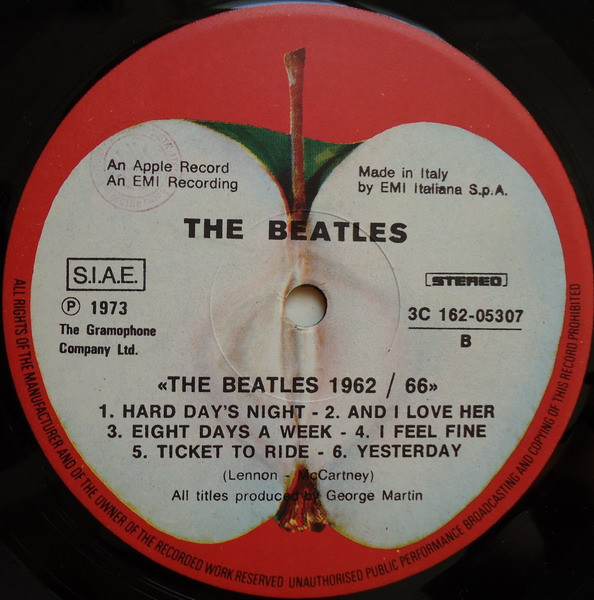 An Apple Record
An EMI Recording
Made in Italy
by EMI Italiana S.p.A.
THE BEATLES
S.I.A.E.
STEREO
Ⓟ 1973
3C 162-05307
The Gramophone
Company Ltd.
B
«THE BEATLES 1962 / 66»
1. HARD DAY'S NIGHT - 2. AND I LOVE HER
3. EIGHT DAYS A WEEK - 4. I FEEL FINE
5. TICKET TO RIDE - 6. YESTERDAY
(Lennon - McCartney)
All titles produced by George Martin
ALL RIGHTS OF THE MANUFACTURER AND OF THE OWNER OF THE RECORDED WORK RESERVED UNAUTHORISED PUBLIC PERFORMANCE BROADCASTING AND COPYING OF THIS RECORD PROHIBITED